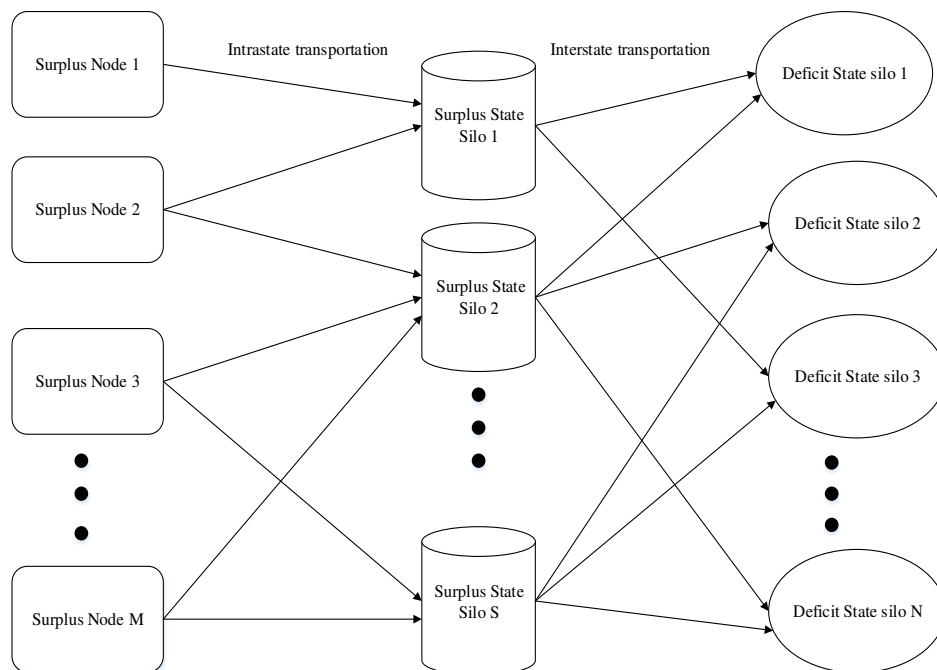 Intrastate transportation
Interstate transportation
Surplus Node 1
Surplus Node 2
Surplus Node 3
Surplus Node M
Surplus State
Silo 1
Surplus State
Silo 2
Surplus State
Silo S
Deficit State silo 1
Deficit State silo 2
Deficit State silo 3
Deficit State silo N